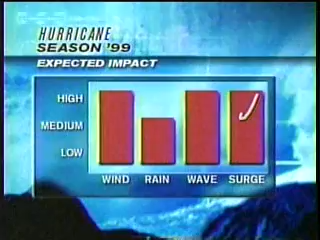 HURRICANE
SEASON '99
EXPECTED IMPACT
HIGH
MEDIUM
LOW
WIND RAIN WAVE SURGE